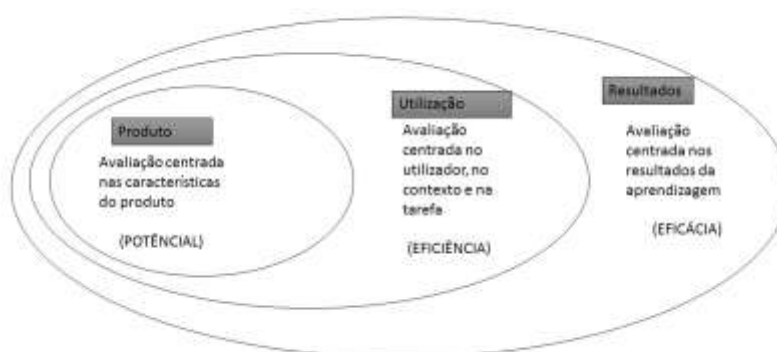 Produto
Avaliação centrada
nas características
do produto
(POTÊNCIAL)
Utilização
Avaliação
centrada no
utilizador, no
contexto e na
tarefa
(EFICIÊNCIA)
Resultados
Avaliação
centrada nos
resultados da
aprendizagem
(EFICÁCIA)